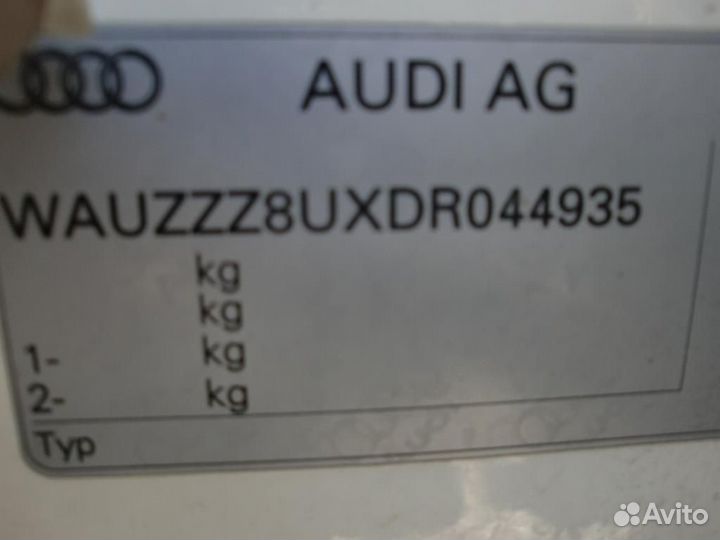 AUDI AG
WAUZZZ8UXDR044935
kg
kg
1- kg
2- kg
Typ
Avito